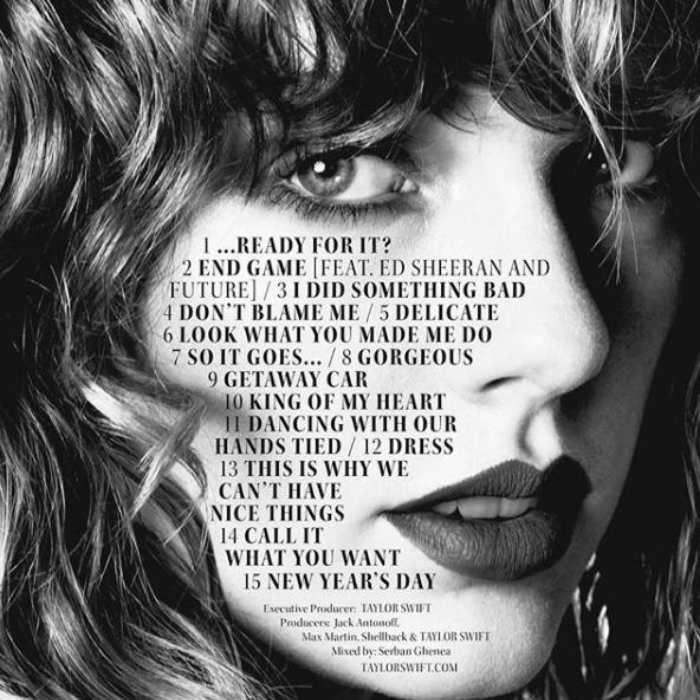 1 ...READY FOR IT?
2 END GAME [FEAT. ED SHEERAN AND
FUTURE] / 3 I DID SOMETHING BAD
4 DON'T BLAME ME / 5 DELICATE
6 LOOK WHAT YOU MADE ME DO
7 SO IT GOES... / 8 GORGEOUS
9 GETAWAY CAR
10 KING OF MY HEART
11 DANCING WITH OUR
HANDS TIED / 12 DRESS
13 THIS IS WHY WE
CAN'T HAVE
NICE THINGS
14 CALL IT
WHAT YOU WANT
15 NEW YEAR'S DAY
Executive Producer: TAYLOR SWIFT
Producers: Jack Antonoff,
Max Martin, Shellback & TAYLOR SWIFT
Mixed by: Serban Ghenea
TAYLORSWIFT.COM